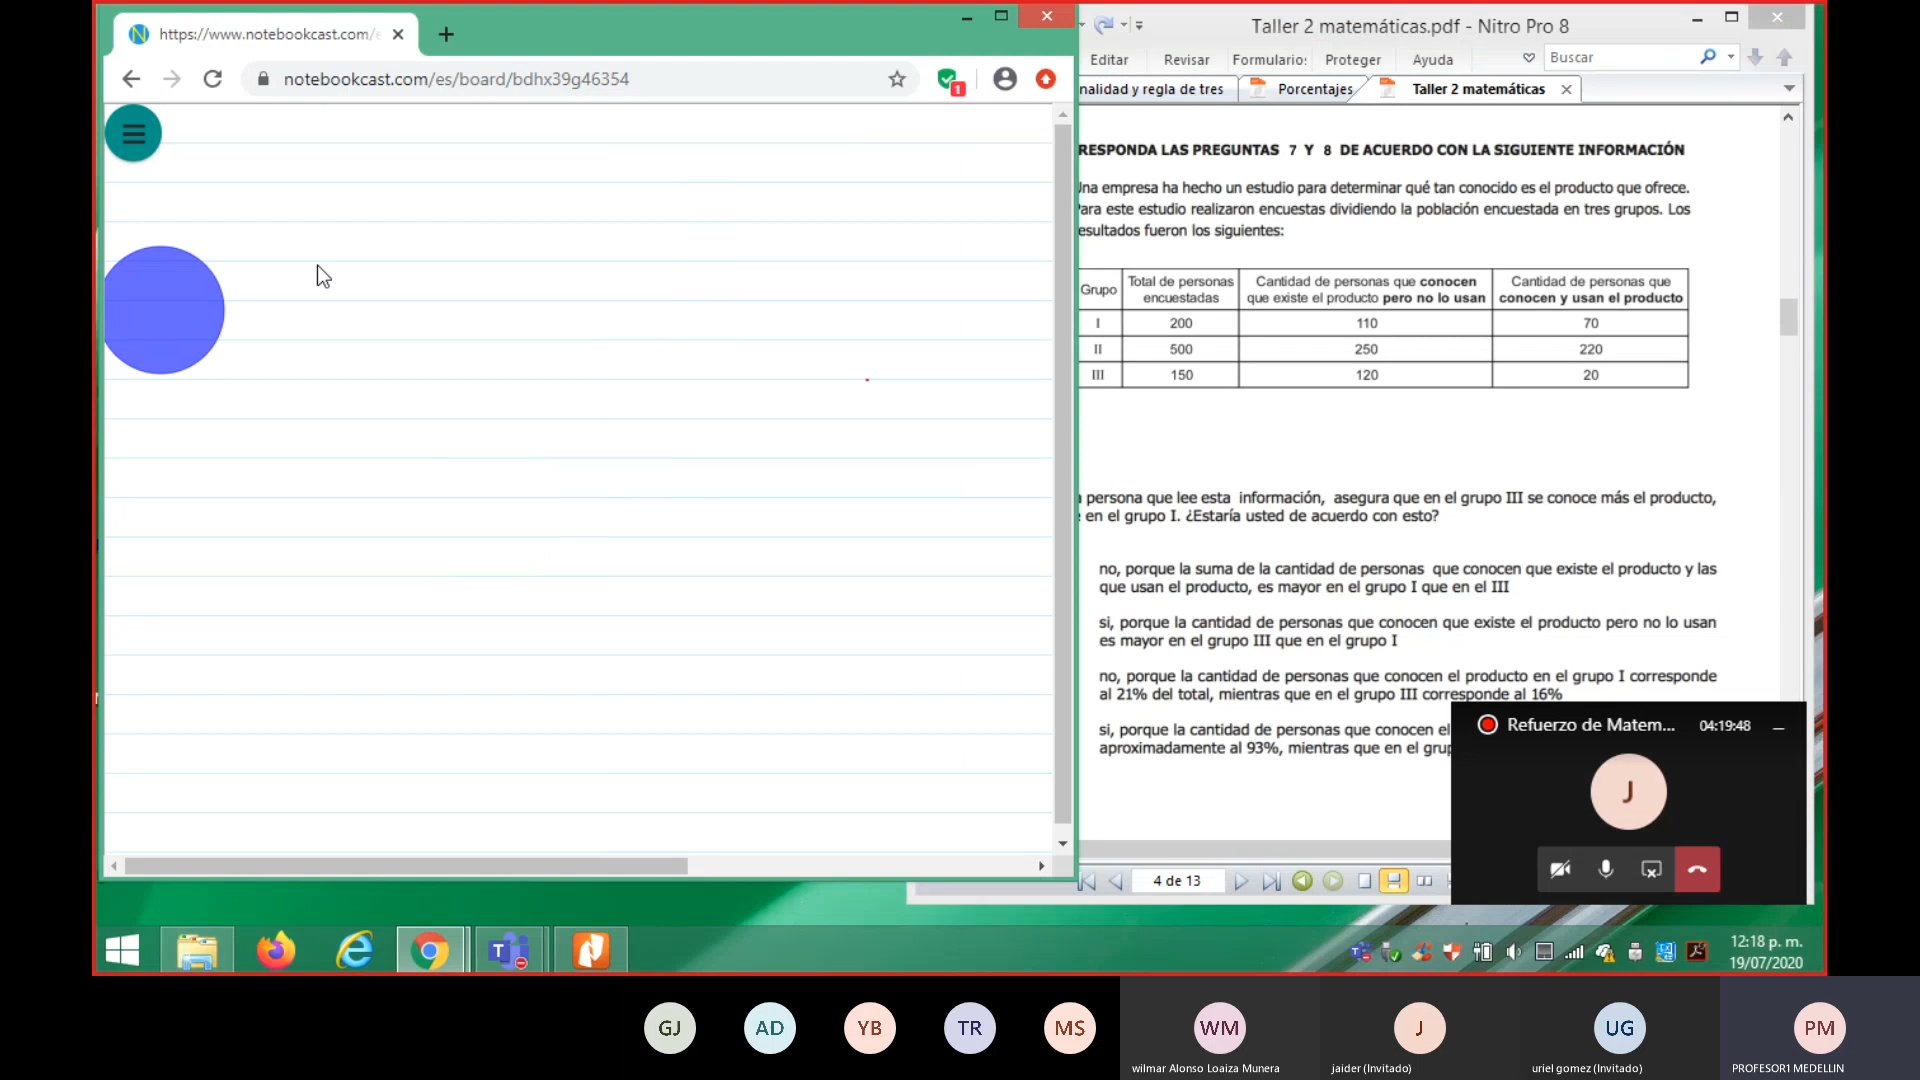 https://www.notebookcast.com/e
notebookcast.com/es/board/bdhx39g46354
1
Taller 2 matemáticas.pdf - Nitro Pro 8
Editar Revisar Formulario: Proteger Ayuda Buscar
nalidad y regla de tres Porcentajes Taller 2 matemáticas
RESPONDA LAS PREGUNTAS 7 Y 8 DE ACUERDO CON LA SIGUIENTE INFORMACIÓN
Una empresa ha hecho un estudio para determinar qué tan conocido es el producto que ofrece.
Para este estudio realizaron encuestas dividiendo la población encuestada en tres grupos. Los
esultados fueron los siguientes:
Grupo Total de personas encuestadas Cantidad de personas que conocen que existe el producto pero no lo usan Cantidad de personas que conocen y usan el producto
I 200 110 70
II 500 250 220
III 150 120 20
persona que lee esta información, asegura que en el grupo III se conoce más el producto,
en el grupo I. ¿Estaría usted de acuerdo con esto?
no, porque la suma de la cantidad de personas que conocen que existe el producto y las
que usan el producto, es mayor en el grupo I que en el III
si, porque la cantidad de personas que conocen que existe el producto pero no lo usan
es mayor en el grupo III que en el grupo I
no, porque la cantidad de personas que conocen el producto en el grupo I corresponde
al 21% del total, mientras que en el grupo III corresponde al 16%
si, porque la cantidad de personas que conocen el
aproximadamente al 93%, mientras que en el grup
Refuerzo de Matem... 04:19:48
J
4 de 13
12:18 p. m.
19/07/2020
GJ AD YB TR MS WM J UG PM
wilmar Alonso Loaiza Munera jaider (Invitado) uriel gomez (Invitado) PROFESOR1 MEDELLIN